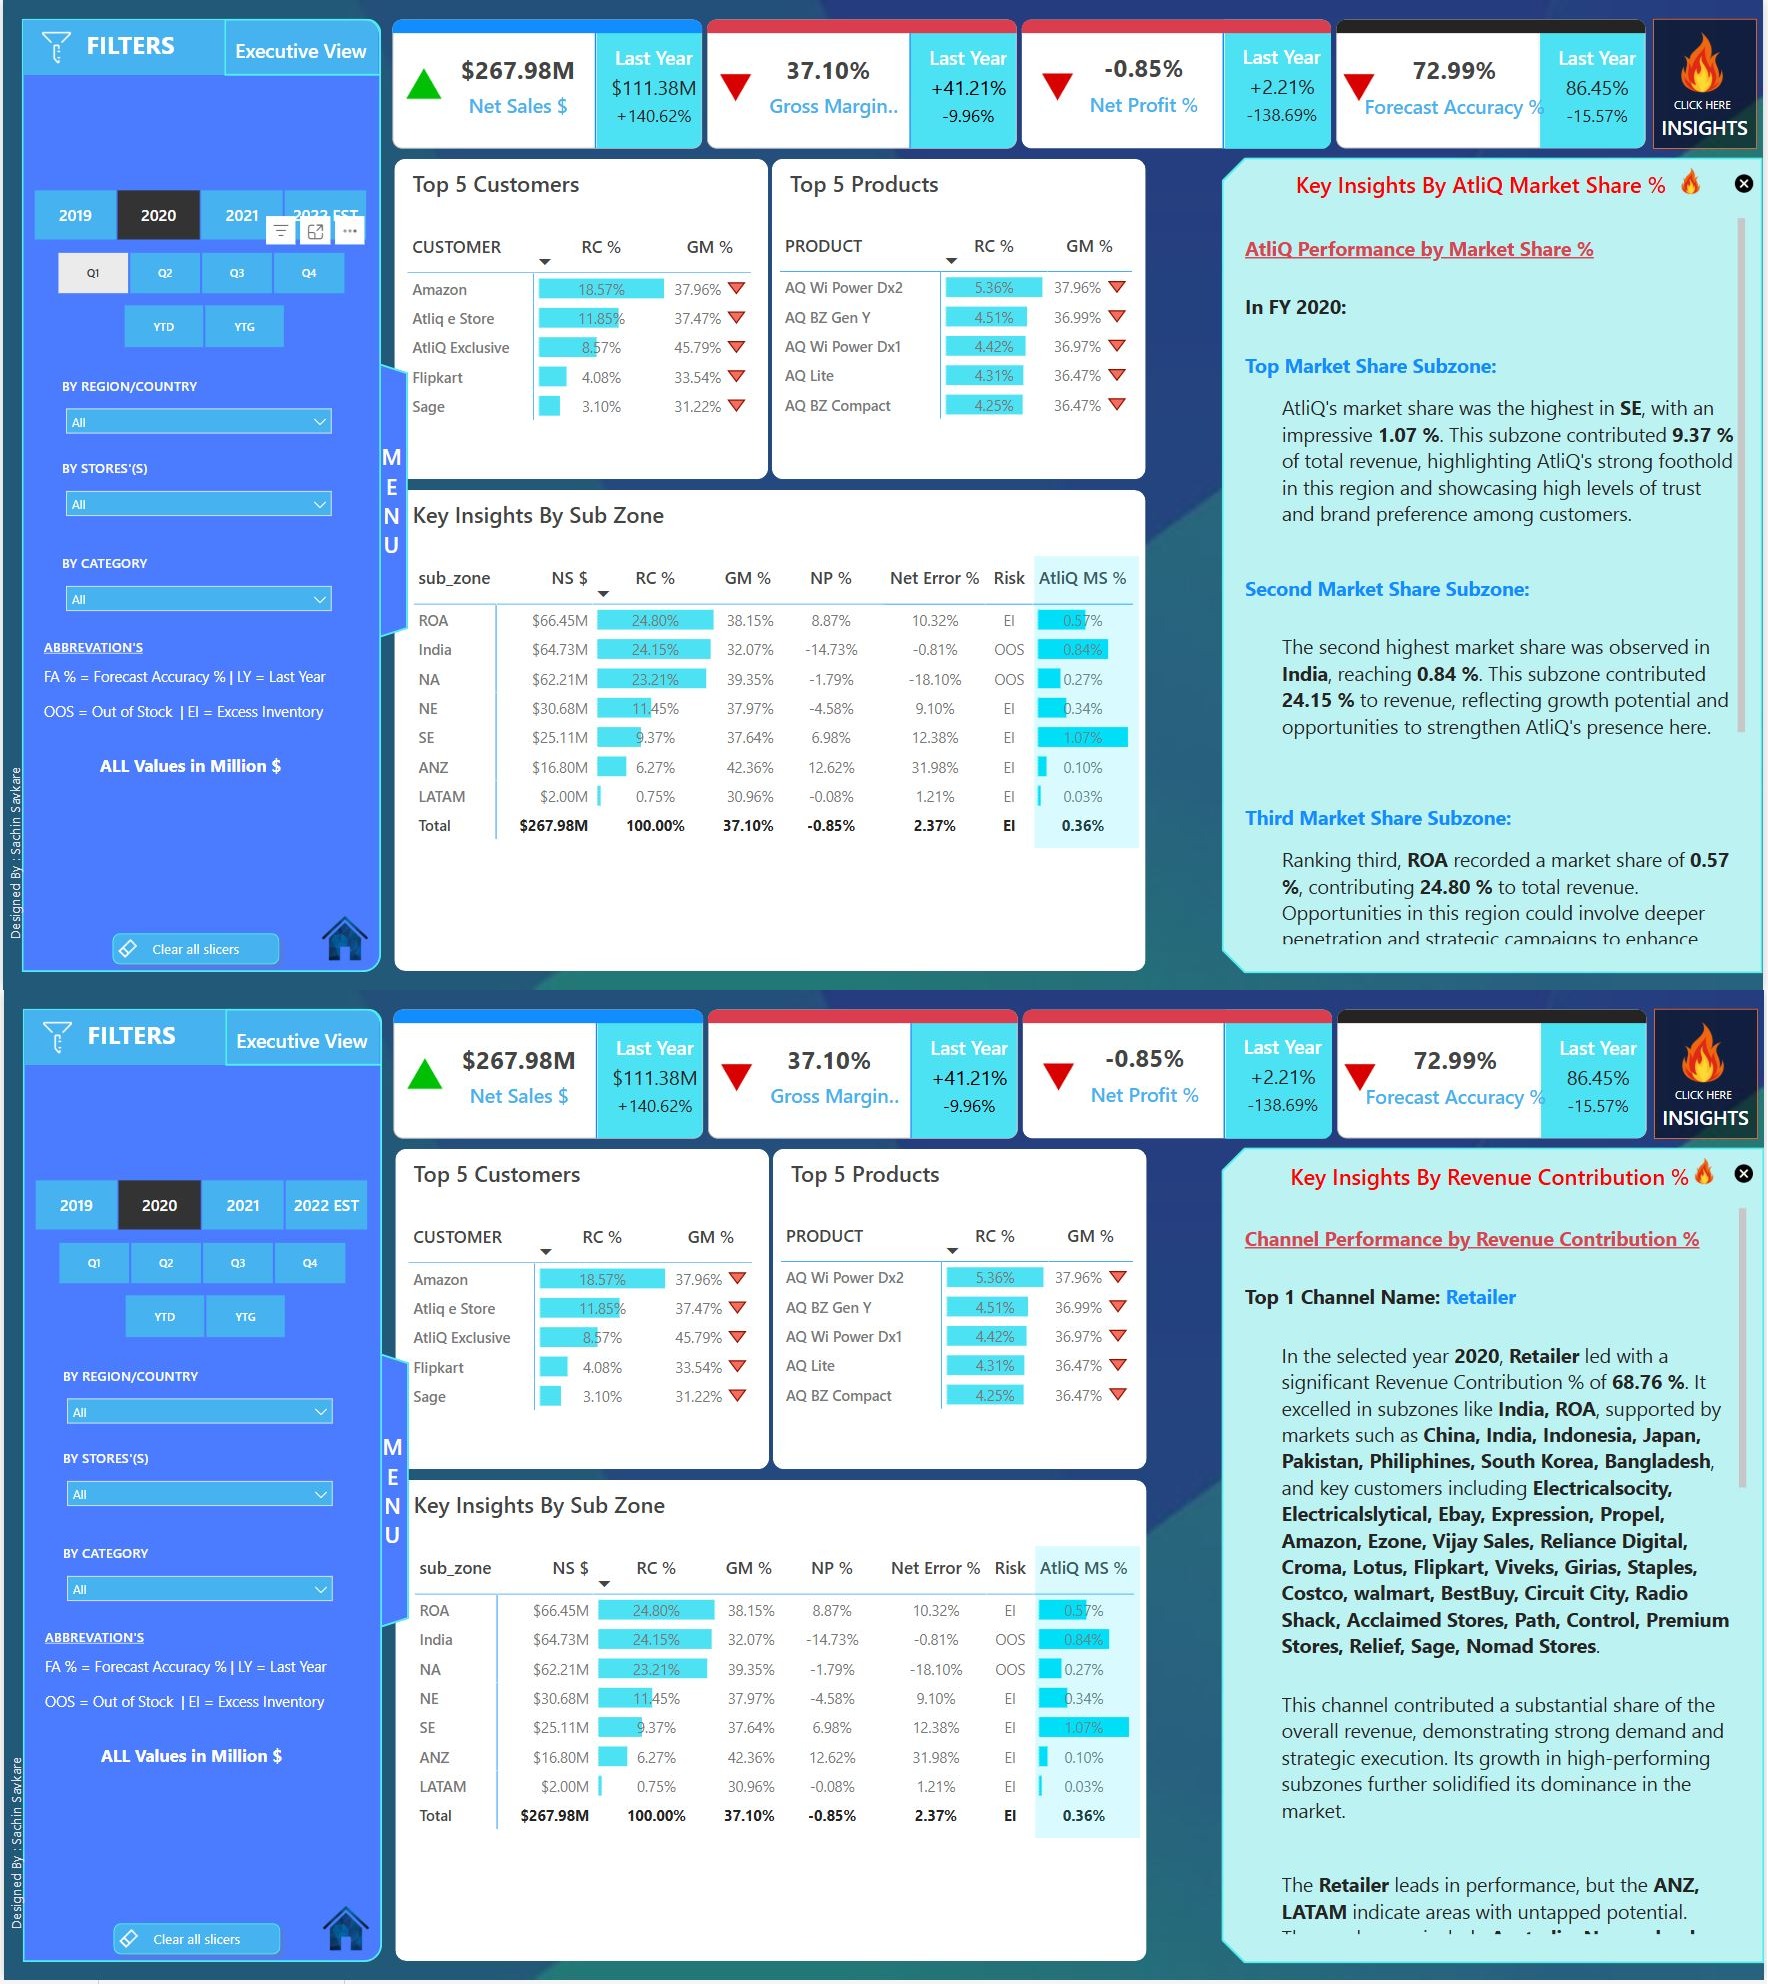 FILTERS
Executive View
$267.98M
Net Sales $
Last Year
$111.38M
+140.62%
37.10%
Gross Margin..
Last Year
+41.21%
-9.96%
-0.85%
Net Profit %
Last Year
+2.21%
-138.69%
72.99%
Forecast Accuracy %
Last Year
86.45%
-15.57%
CLICK HERE
INSIGHTS
2019 2020 2021 2022 EST
Q1 Q2 Q3 Q4
YTD YTG
BY REGION/COUNTRY
All
BY STORES'(S)
All
BY CATEGORY
All
ABBREVATION'S
FA % = Forecast Accuracy % | LY = Last Year
OOS = Out of Stock | EI = Excess Inventory
ALL Values in Million $
Designed By : Sachin Savkare
Clear all slicers
MENU
Top 5 Customers
CUSTOMER RC % GM %
Amazon 18.57% 37.96%
Atliq e Store 11.85% 37.47%
AtliQ Exclusive 8.57% 45.79%
Flipkart 4.08% 33.54%
Sage 3.10% 31.22%
Top 5 Products
PRODUCT RC % GM %
AQ Wi Power Dx2 5.36% 37.96%
AQ BZ Gen Y 4.51% 36.99%
AQ Wi Power Dx1 4.42% 36.97%
AQ Lite 4.31% 36.47%
AQ BZ Compact 4.25% 36.47%
Key Insights By Sub Zone
sub_zone NS $ RC % GM % NP % Net Error % Risk AtliQ MS %
ROA $66.45M 24.80% 38.15% 8.87% 10.32% EI 0.57%
India $64.73M 24.15% 32.07% -14.73% -0.81% OOS 0.84%
NA $62.21M 23.21% 39.35% -1.79% -18.10% OOS 0.27%
NE $30.68M 11.45% 37.97% -4.58% 9.10% EI 0.34%
SE $25.11M 9.37% 37.64% 6.98% 12.38% EI 1.07%
ANZ $16.80M 6.27% 42.36% 12.62% 31.98% EI 0.10%
LATAM $2.00M 0.75% 30.96% -0.08% 1.21% EI 0.03%
Total $267.98M 100.00% 37.10% -0.85% 2.37% EI 0.36%
Key Insights By AtliQ Market Share %
AtliQ Performance by Market Share %
In FY 2020:
Top Market Share Subzone:
AtliQ's market share was the highest in SE, with an
impressive 1.07 %. This subzone contributed 9.37 %
of total revenue, highlighting AtliQ's strong foothold
in this region and showcasing high levels of trust
and brand preference among customers.
Second Market Share Subzone:
The second highest market share was observed in
India, reaching 0.84 %. This subzone contributed
24.15 % to revenue, reflecting growth potential and
opportunities to strengthen AtliQ's presence here.
Third Market Share Subzone:
Ranking third, ROA recorded a market share of 0.57
%, contributing 24.80 % to total revenue.
Opportunities in this region could involve deeper
penetration and strategic campaigns to enhance
FILTERS
Executive View
$267.98M
Net Sales $
Last Year
$111.38M
+140.62%
37.10%
Gross Margin..
Last Year
+41.21%
-9.96%
-0.85%
Net Profit %
Last Year
+2.21%
-138.69%
72.99%
Forecast Accuracy %
Last Year
86.45%
-15.57%
CLICK HERE
INSIGHTS
2019 2020 2021 2022 EST
Q1 Q2 Q3 Q4
YTD YTG
BY REGION/COUNTRY
All
BY STORES'(S)
All
BY CATEGORY
All
ABBREVATION'S
FA % = Forecast Accuracy % | LY = Last Year
OOS = Out of Stock | EI = Excess Inventory
ALL Values in Million $
Designed By : Sachin Savkare
Clear all slicers
MENU
Top 5 Customers
CUSTOMER RC % GM %
Amazon 18.57% 37.96%
Atliq e Store 11.85% 37.47%
AtliQ Exclusive 8.57% 45.79%
Flipkart 4.08% 33.54%
Sage 3.10% 31.22%
Top 5 Products
PRODUCT RC % GM %
AQ Wi Power Dx2 5.36% 37.96%
AQ BZ Gen Y 4.51% 36.99%
AQ Wi Power Dx1 4.42% 36.97%
AQ Lite 4.31% 36.47%
AQ BZ Compact 4.25% 36.47%
Key Insights By Sub Zone
sub_zone NS $ RC % GM % NP % Net Error % Risk AtliQ MS %
ROA $66.45M 24.80% 38.15% 8.87% 10.32% EI 0.57%
India $64.73M 24.15% 32.07% -14.73% -0.81% OOS 0.84%
NA $62.21M 23.21% 39.35% -1.79% -18.10% OOS 0.27%
NE $30.68M 11.45% 37.97% -4.58% 9.10% EI 0.34%
SE $25.11M 9.37% 37.64% 6.98% 12.38% EI 1.07%
ANZ $16.80M 6.27% 42.36% 12.62% 31.98% EI 0.10%
LATAM $2.00M 0.75% 30.96% -0.08% 1.21% EI 0.03%
Total $267.98M 100.00% 37.10% -0.85% 2.37% EI 0.36%
Key Insights By Revenue Contribution %
Channel Performance by Revenue Contribution %
Top 1 Channel Name: Retailer
In the selected year 2020, Retailer led with a
significant Revenue Contribution % of 68.76 %. It
excelled in subzones like India, ROA, supported by
markets such as China, India, Indonesia, Japan,
Pakistan, Philiphines, South Korea, Bangladesh,
and key customers including Electricalsocity,
Electricalslytical, Ebay, Expression, Propel,
Amazon, Ezone, Vijay Sales, Reliance Digital,
Croma, Lotus, Flipkart, Viveks, Girias, Staples,
Costco, walmart, BestBuy, Circuit City, Radio
Shack, Acclaimed Stores, Path, Control, Premium
Stores, Relief, Sage, Nomad Stores.
This channel contributed a substantial share of the
overall revenue, demonstrating strong demand and
strategic execution. Its growth in high-performing
subzones further solidified its dominance in the
market.
The Retailer leads in performance, but the ANZ,
LATAM indicate areas with untapped potential.